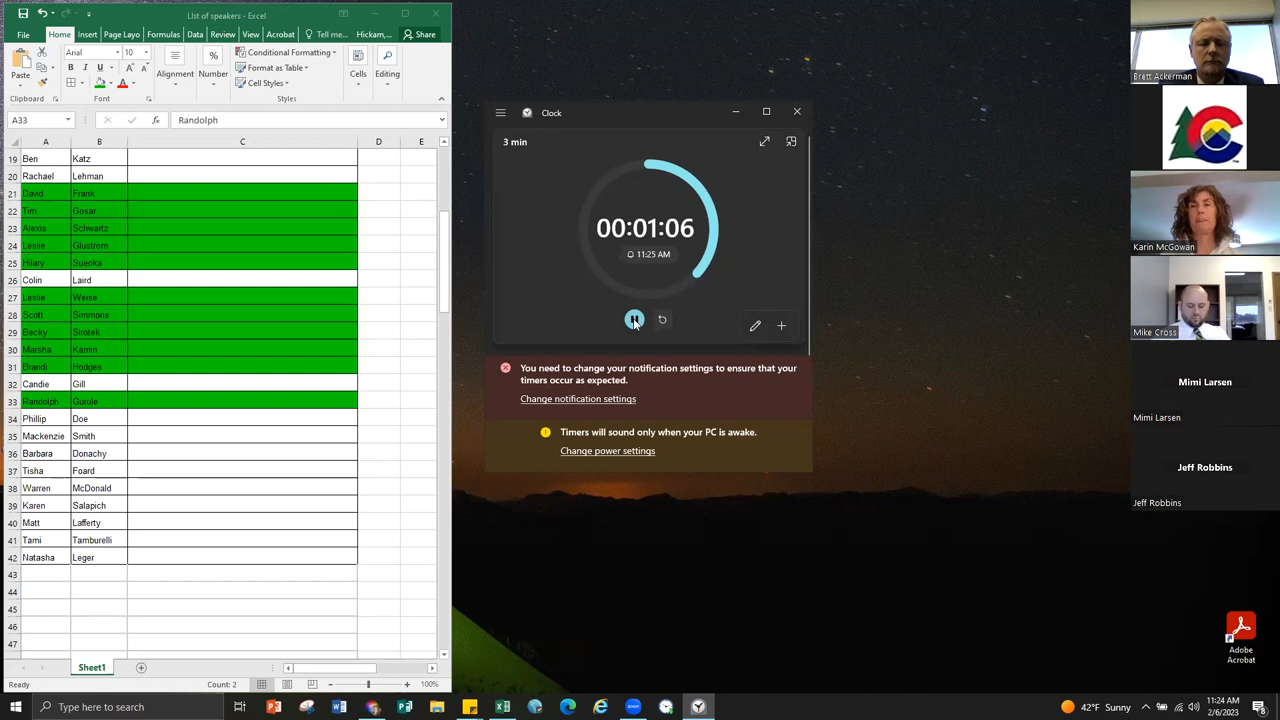 LIst of speakers - Excel
File Home Insert Page Layo Formulas Data Review View Acrobat Tell me... Hickam,... Share
Paste
Clipboard
Arial 10
B I U A A
Font
Alignment
%
Number
Conditional Formatting
Format as Table
Cell Styles
Styles
Cells
Editing
A33 fx Randolph
A B C D E
19 Ben Katz
20 Rachael Lehman
21 David Frank
22 Tim Gosar
23 Alexis Schwartz
24 Leslie Glustrom
25 Hilary Sueoka
26 Colin Laird
27 Leslie Weise
28 Scott Simmons
29 Becky Sirotek
30 Marsha Kamin
31 Brandi Hodges
32 Candie Gill
33 Randolph Gurule
34 Phillip Doe
35 Mackenzie Smith
36 Barbara Donachy
37 Tisha Foard
38 Warren McDonald
39 Karen Salapich
40 Matt Lafferty
41 Tami Tamburelli
42 Natasha Leger
43
44
45
46
47
Sheet1
Ready Count: 2 100%
Clock
3 min
00:01:06
11:25 AM
You need to change your notification settings to ensure that your
timers occur as expected.
Change notification settings
Timers will sound only when your PC is awake.
Change power settings
Brett Ackerman
Karin McGowan
Mike Cross
Mimi Larsen
Mimi Larsen
Jeff Robbins
Jeff Robbins
Adobe
Acrobat
Type here to search
42°F Sunny
11:24 AM
2/6/2023